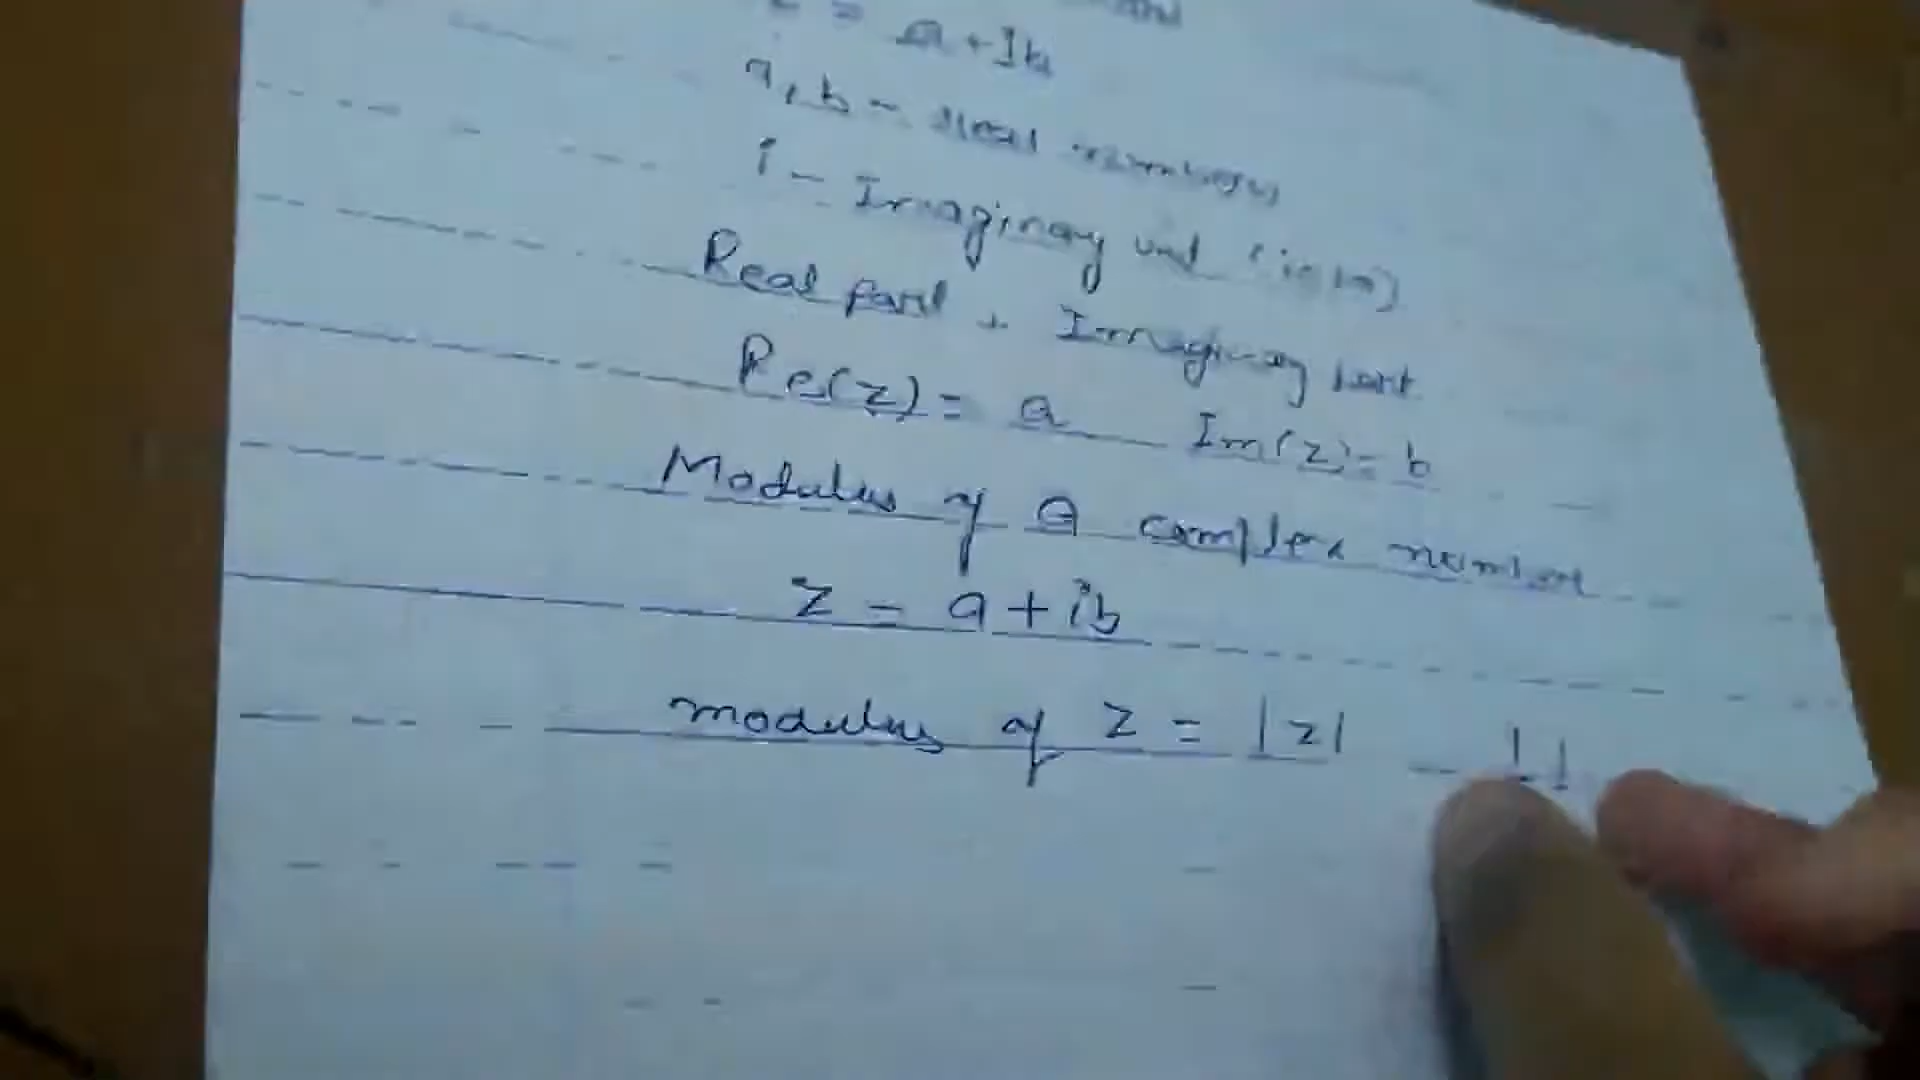 = a + Ib
a, b - real numbers
i - Imaginary unit
Real part + Imaginary part
Re(z) = a Im(z) = b
Modulus of a complex number
z = a + ib
modulus of z = |z| ||